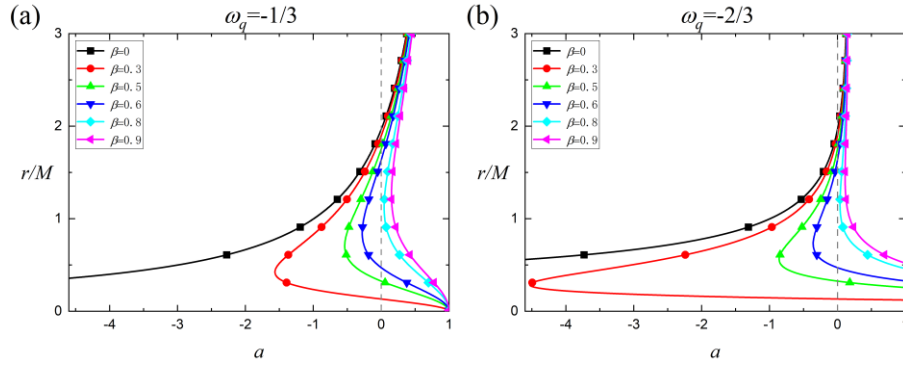 (a)
ω_q=-1/3
β=0
β=0.3
β=0.5
β=0.6
β=0.8
β=0.9
r/M
3
2
1
0
-4 -3 -2 -1 0 1
a
(b)
ω_q=-2/3
β=0
β=0.3
β=0.5
β=0.6
β=0.8
β=0.9
r/M
3
2
1
0
-4 -3 -2 -1 0 1
a